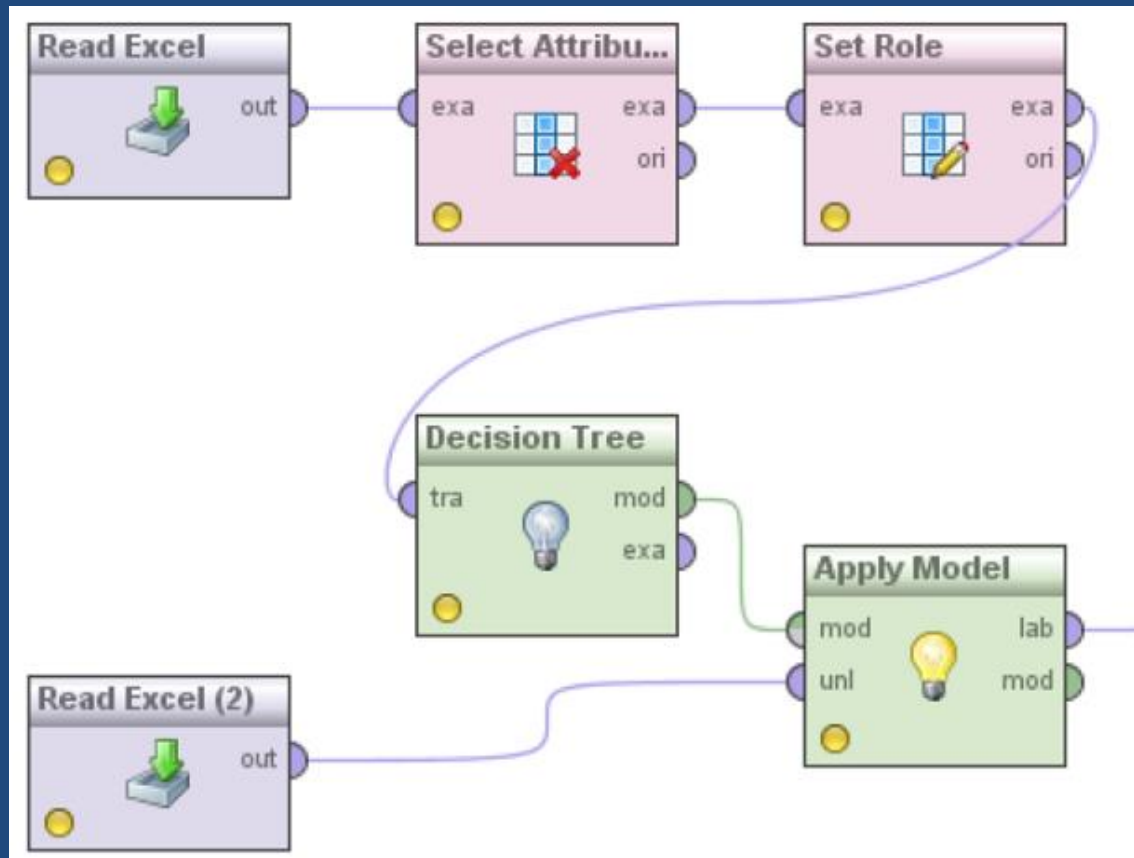 Read Excel
out
Select Attribu...
exa
exa
ori
Set Role
exa
exa
ori
Decision Tree
tra
mod
exa
Apply Model
mod
lab
unl
mod
Read Excel (2)
out